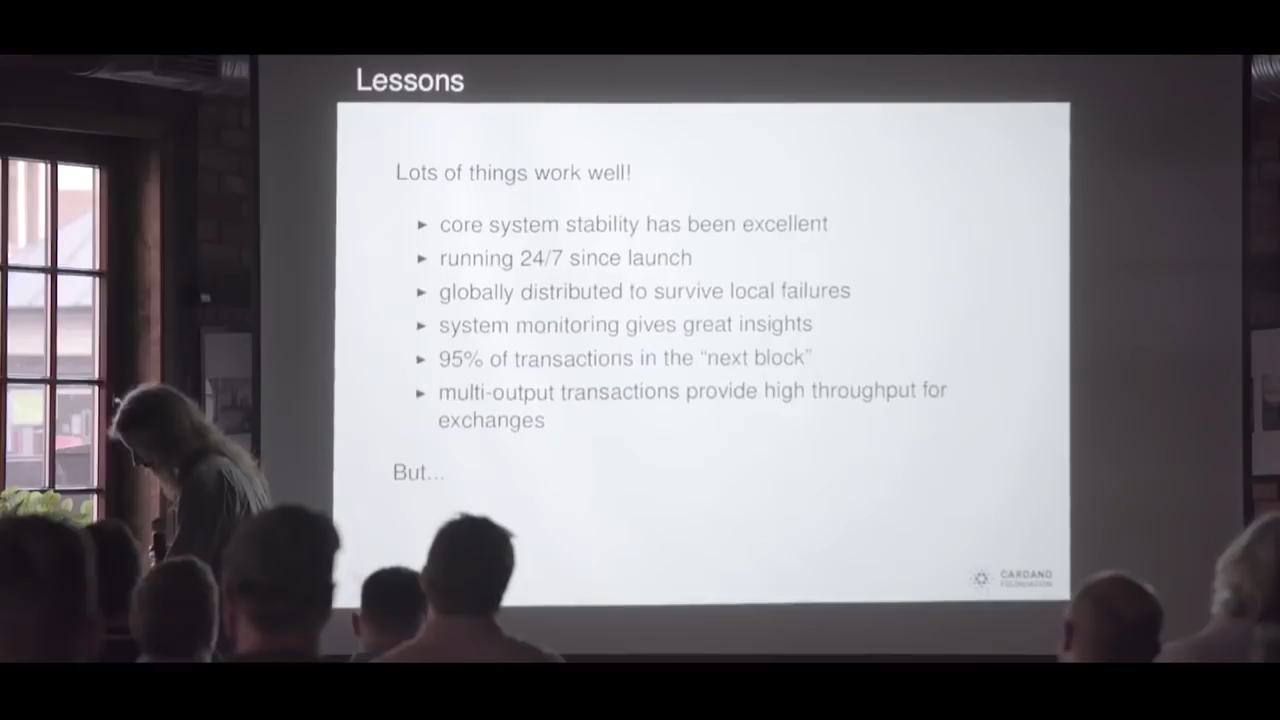 Lessons
Lots of things work well!
► core system stability has been excellent
► running 24/7 since launch
► globally distributed to survive local failures
► system monitoring gives great insights
► 95% of transactions in the “next block”
► multi-output transactions provide high throughput for
exchanges
But...
CARDANO
FOUNDATION